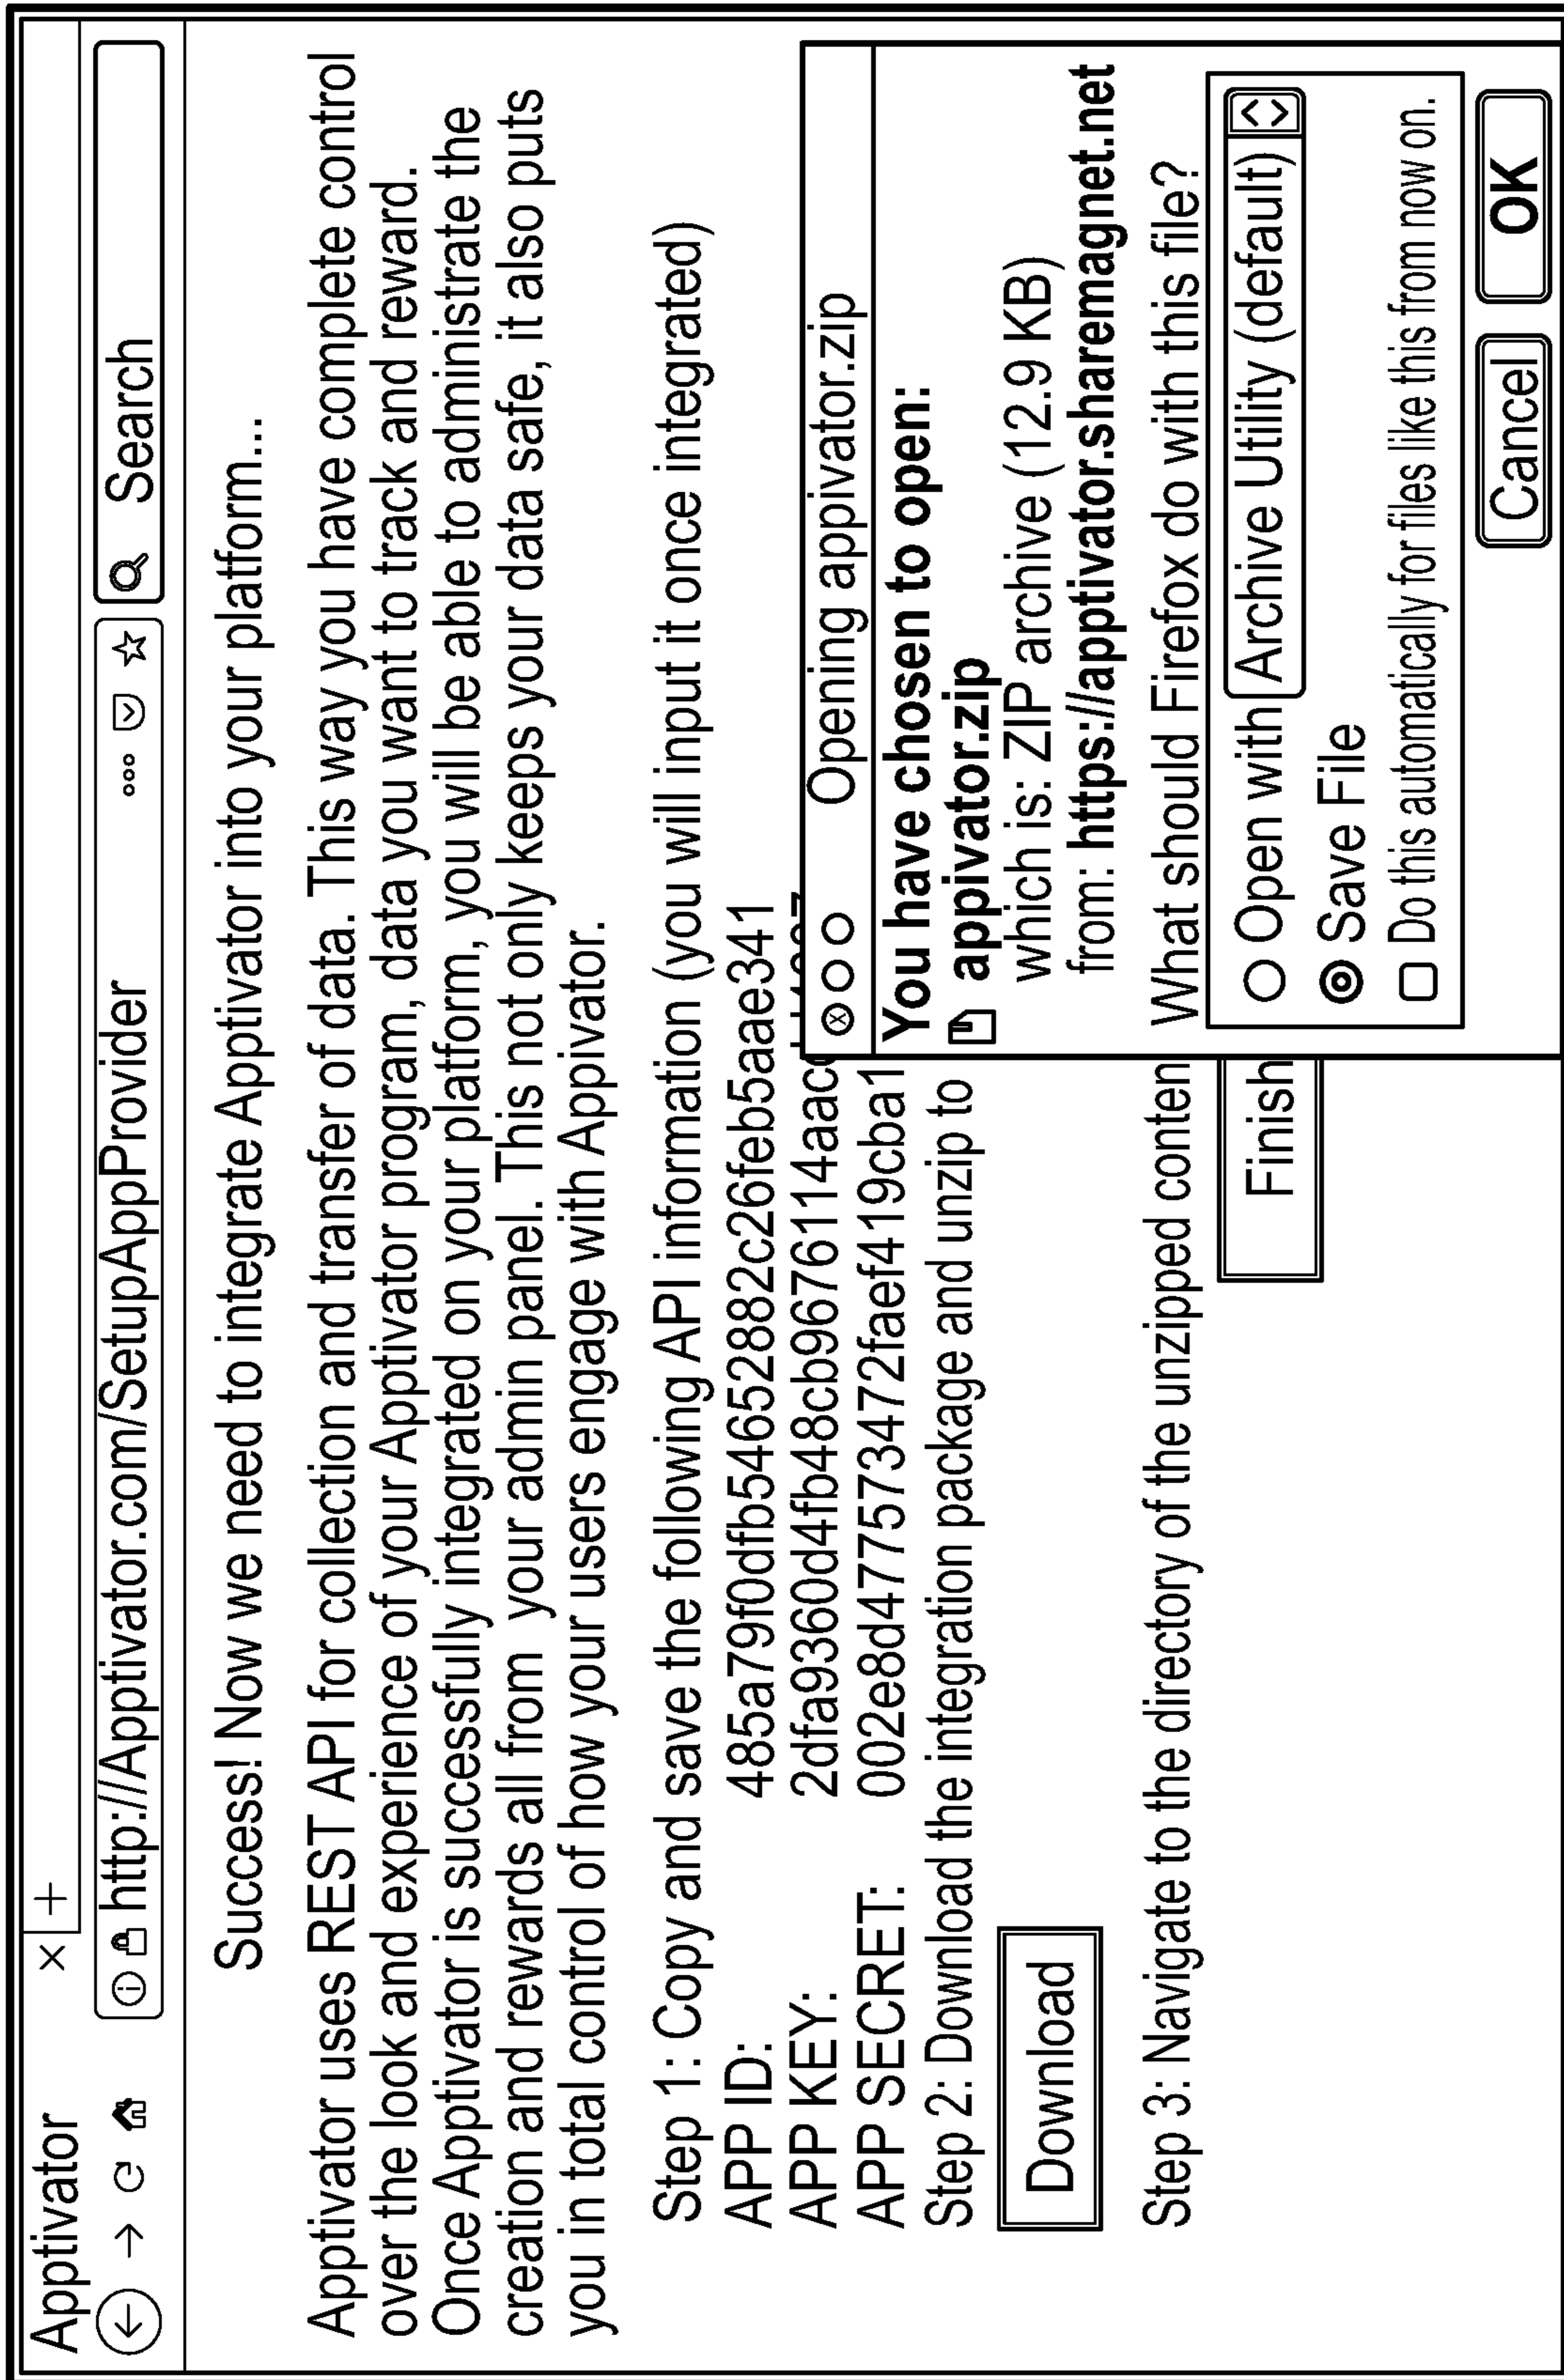 Apptivator
http://Apptivator.com/SetupAppProvider
Search
Success! Now we need to integrate Apptivator into your platform...
Apptivator uses REST API for collection and transfer of data. This way you have complete control
over the look and experience of your Apptivator program, data you want to track and reward.
Once Apptivator is successfully integrated on your platform, you will be able to administrate the
creation and rewards all from your admin panel. This not only keeps your data safe, it also puts
you in total control of how your users engage with Appivator.
Step 1: Copy and save the following API information (you will input it once integrated)
APP ID: 485a79f0dfb54652882c26feb5aae341
APP KEY: 2dfa9360d4fb48cb9676114aac
APP SECRET: 002e8d477573472faef419cba1
Step 2: Download the integration package and unzip to
Download
Step 3: Navigate to the directory of the unzipped conten
Finish
Opening appivator.zip
You have chosen to open:
appivator.zip
which is: ZIP archive (12.9 KB)
from: https://apptivator.sharemagnet.net
What should Firefox do with this file?
Open with Archive Utility (default)
Save File
Do this automatically for files like this from now on.
Cancel OK